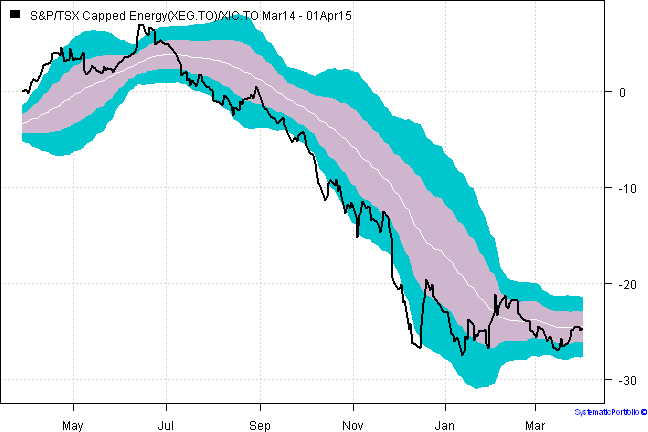 S&P/TSX Capped Energy(XEG.TO)/XIC.TO Mar14 - 01Apr15
0
-10
-20
-30
SystematicPortfolio ©
May Jul Sep Nov Jan Mar